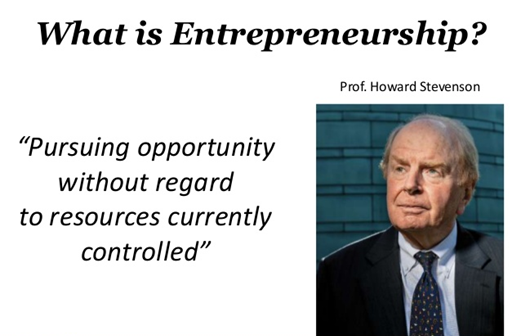 What is Entrepreneurship?
Prof. Howard Stevenson
“Pursuing opportunity
without regard
to resources currently
controlled”